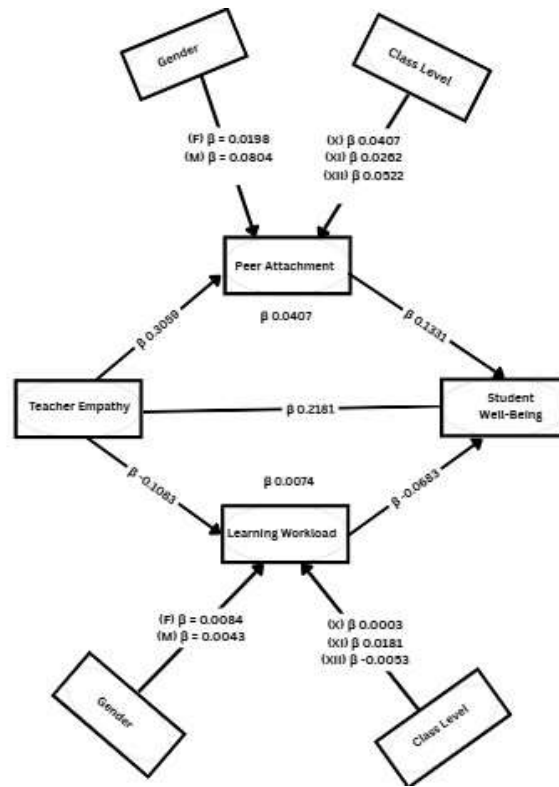 Gender
Class Level
(F) β = 0.0198
(M) β = 0.0804
(X) β 0.0407
(XI) β 0.0262
(XII) β 0.0522
Peer Attachment
β 0.0407
β 0.3059
β 0.1331
Teacher Empathy
β 0.2181
Student
Well-Being
β -0.1083
β 0.0074
β -0.0683
Learning Workload
(F) β = 0.0084
(M) β = 0.0043
(X) β 0.0003
(XI) β 0.0181
(XII) β -0.0053
Gender
Class Level